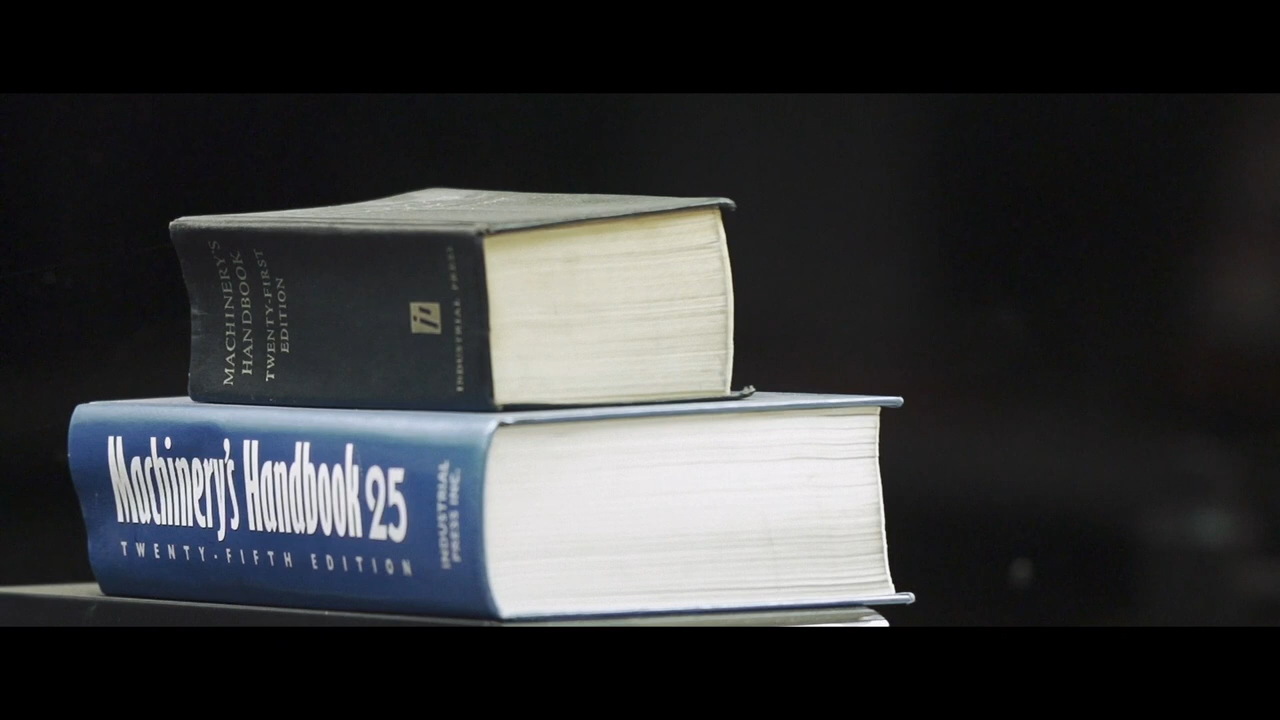 MACHINERY'S
HANDBOOK
TWENTY-FIRST
EDITION
INDUSTRIAL PRESS
Machinery's Handbook 25
TWENTY-FIFTH EDITION
INDUSTRIAL
PRESS INC.